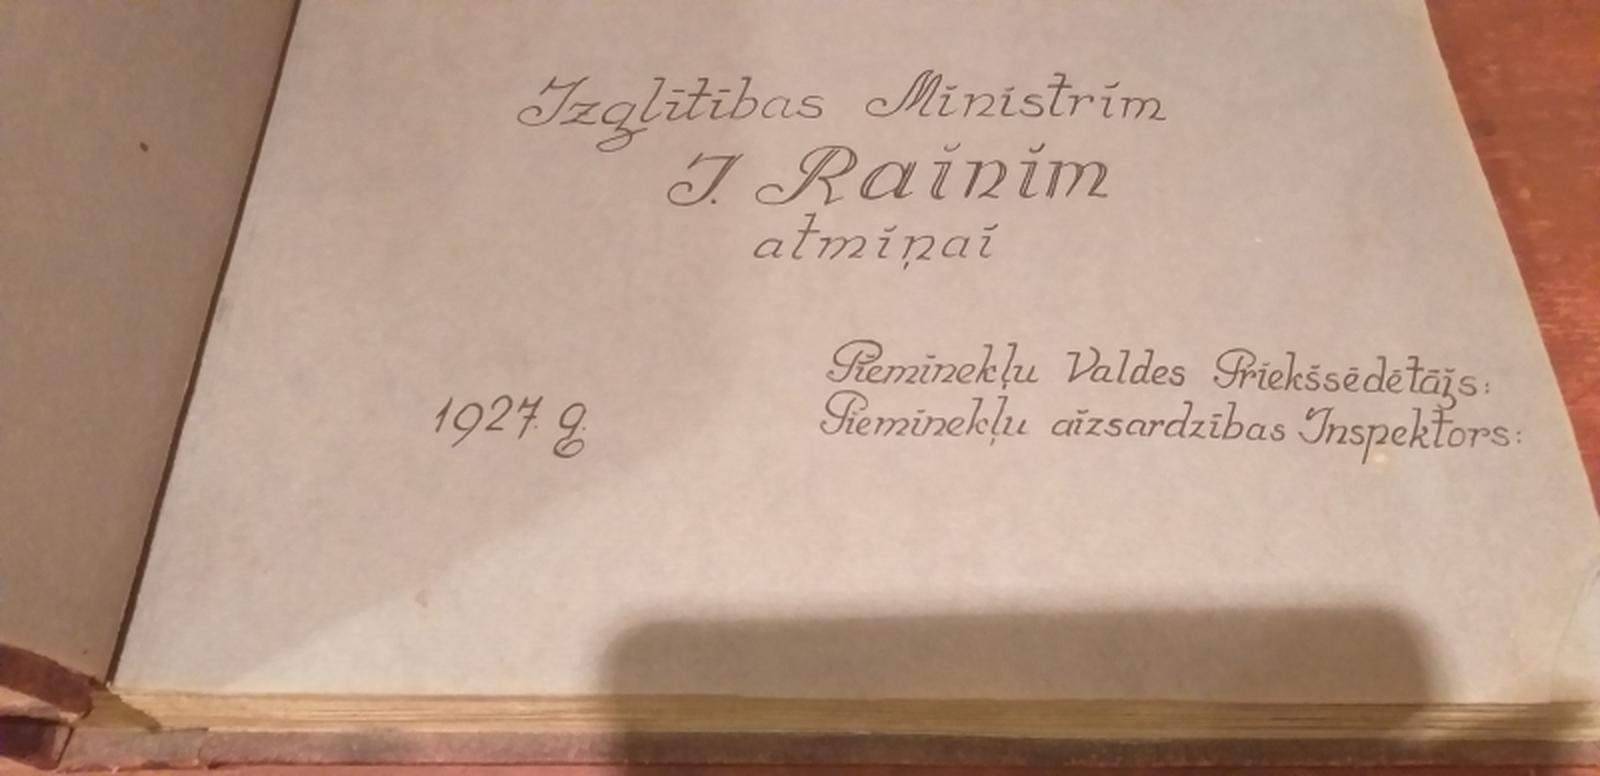 Izglītības Ministrim
J. Rainim
atmiņai
Pieminekļu Valdes Priekšsēdētājs:
1927. g.
Pieminekļu aizsardzības Inspektors: